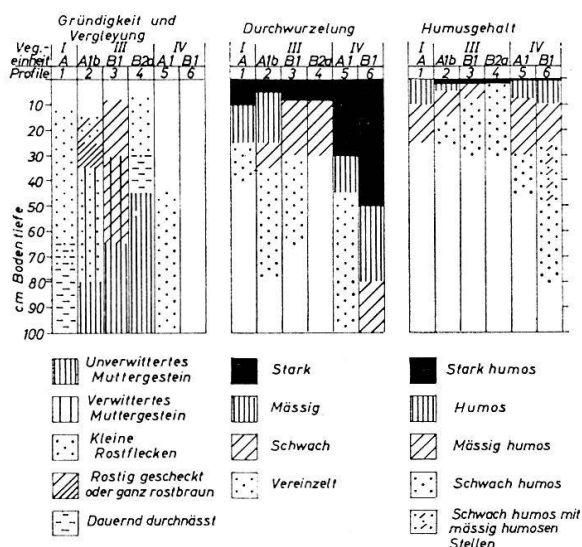 Gründigkeit und
Vergleyung
Durchwurzelung
Humusgehalt
Veg.-
einheit
I III IV
A A1b B1 B2a A1 B1
Profile
1 2 3 4 5 6
I III IV
A A1b B1 B2a A1 B1
1 2 3 4 5 6
I III IV
A A1b B1 B2a A1 B1
1 2 3 4 5 6
cm Bodentiefe
10
20
30
40
50
60
70
80
90
100
Unverwittertes
Muttergestein
Verwittertes
Muttergestein
Kleine
Rostflecken
Rostig gescheckt
oder ganz rostbraun
Dauernd durchnässt
Stark
Mässig
Schwach
Vereinzelt
Stark humos
Humos
Mässig humos
Schwach humos
Schwach humos mit
mässig humosen
Stellen